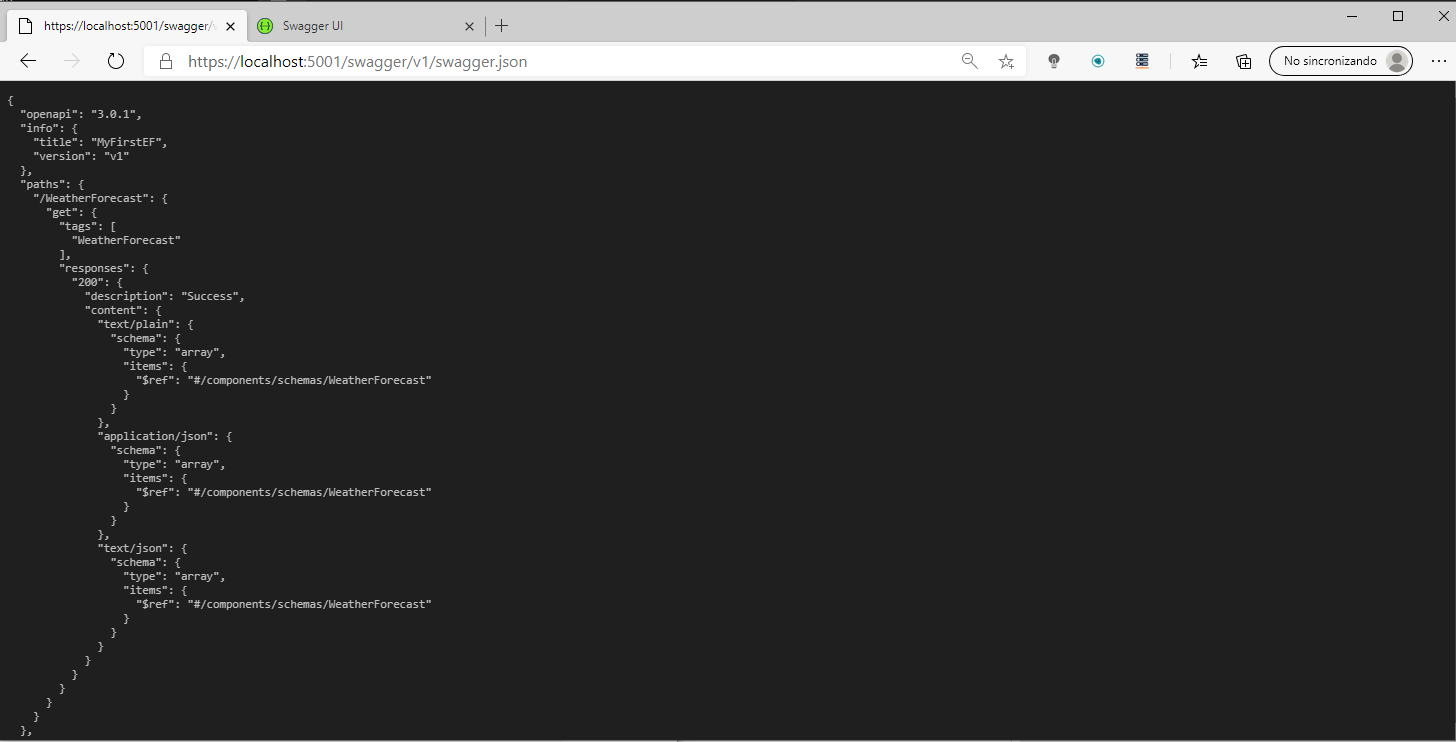 https://localhost:5001/swagger/v
Swagger UI
https://localhost:5001/swagger/v1/swagger.json
No sincronizando
{
  "openapi": "3.0.1",
  "info": {
    "title": "MyFirstEF",
    "version": "v1"
  },
  "paths": {
    "/WeatherForecast": {
      "get": {
        "tags": [
          "WeatherForecast"
        ],
        "responses": {
          "200": {
            "description": "Success",
            "content": {
              "text/plain": {
                "schema": {
                  "type": "array",
                  "items": {
                    "$ref": "#/components/schemas/WeatherForecast"
                  }
                }
              },
              "application/json": {
                "schema": {
                  "type": "array",
                  "items": {
                    "$ref": "#/components/schemas/WeatherForecast"
                  }
                }
              },
              "text/json": {
                "schema": {
                  "type": "array",
                  "items": {
                    "$ref": "#/components/schemas/WeatherForecast"
                  }
                }
              }
            }
          }
        }
      }
    }
  },